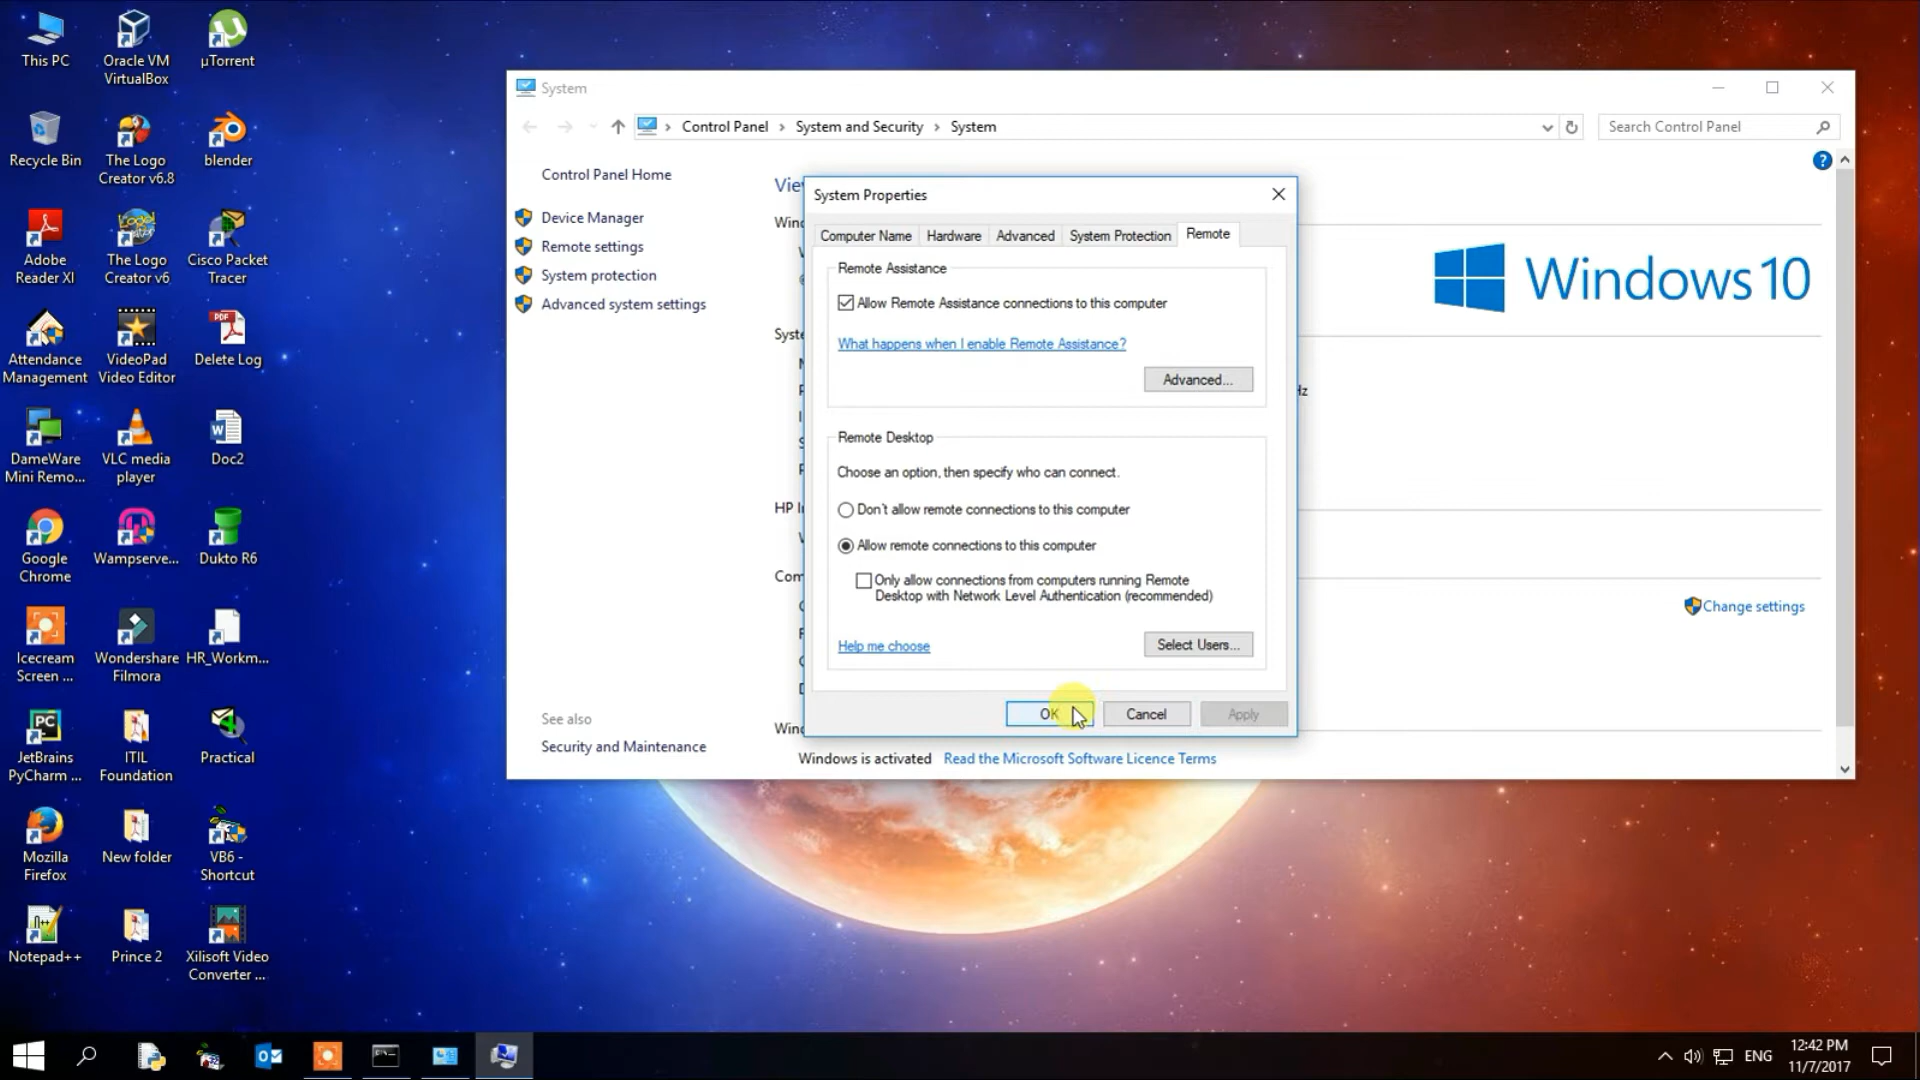 This PC
Oracle VM
VirtualBox
µTorrent
Recycle Bin
The Logo
Creator v6.8
blender
Adobe
Reader XI
The Logo
Creator v6
Cisco Packet
Tracer
Attendance
Management
VideoPad
Video Editor
Delete Log
DameWare
Mini Remo...
VLC media
player
Doc2
Google
Chrome
Wampserve...
Dukto R6
Icecream
Screen ...
Wondershare
Filmora
HR_Workm...
JetBrains
PyCharm ...
ITIL
Foundation
Practical
Mozilla
Firefox
New folder
VB6 -
Shortcut
Notepad++
Prince 2
Xilisoft Video
Converter ...
System
Control Panel > System and Security > System
Search Control Panel
Control Panel Home
Device Manager
Remote settings
System protection
Advanced system settings
See also
Security and Maintenance
Vie
Wind
Syste
HP I
Com
Wind
Hz
Windows 10
Change settings
Windows is activated Read the Microsoft Software Licence Terms
System Properties
Computer Name Hardware Advanced System Protection Remote
Remote Assistance
Allow Remote Assistance connections to this computer
What happens when I enable Remote Assistance?
Advanced...
Remote Desktop
Choose an option, then specify who can connect.
Don't allow remote connections to this computer
Allow remote connections to this computer
Only allow connections from computers running Remote
Desktop with Network Level Authentication (recommended)
Help me choose
Select Users...
OK Cancel Apply
ENG
12:42 PM
11/7/2017